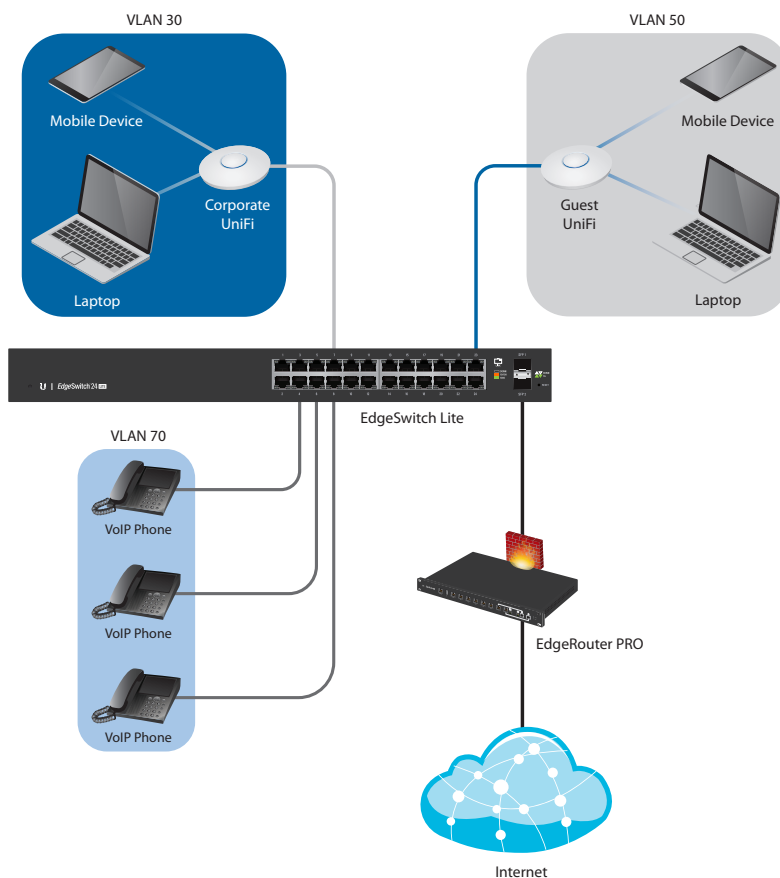 VLAN 30
VLAN 50
Mobile Device
Mobile Device
Corporate
UniFi
Guest
UniFi
Laptop
Laptop
EdgeSwitch 24
EdgeSwitch Lite
VLAN 70
VoIP Phone
VoIP Phone
VoIP Phone
EdgeRouter PRO
Internet